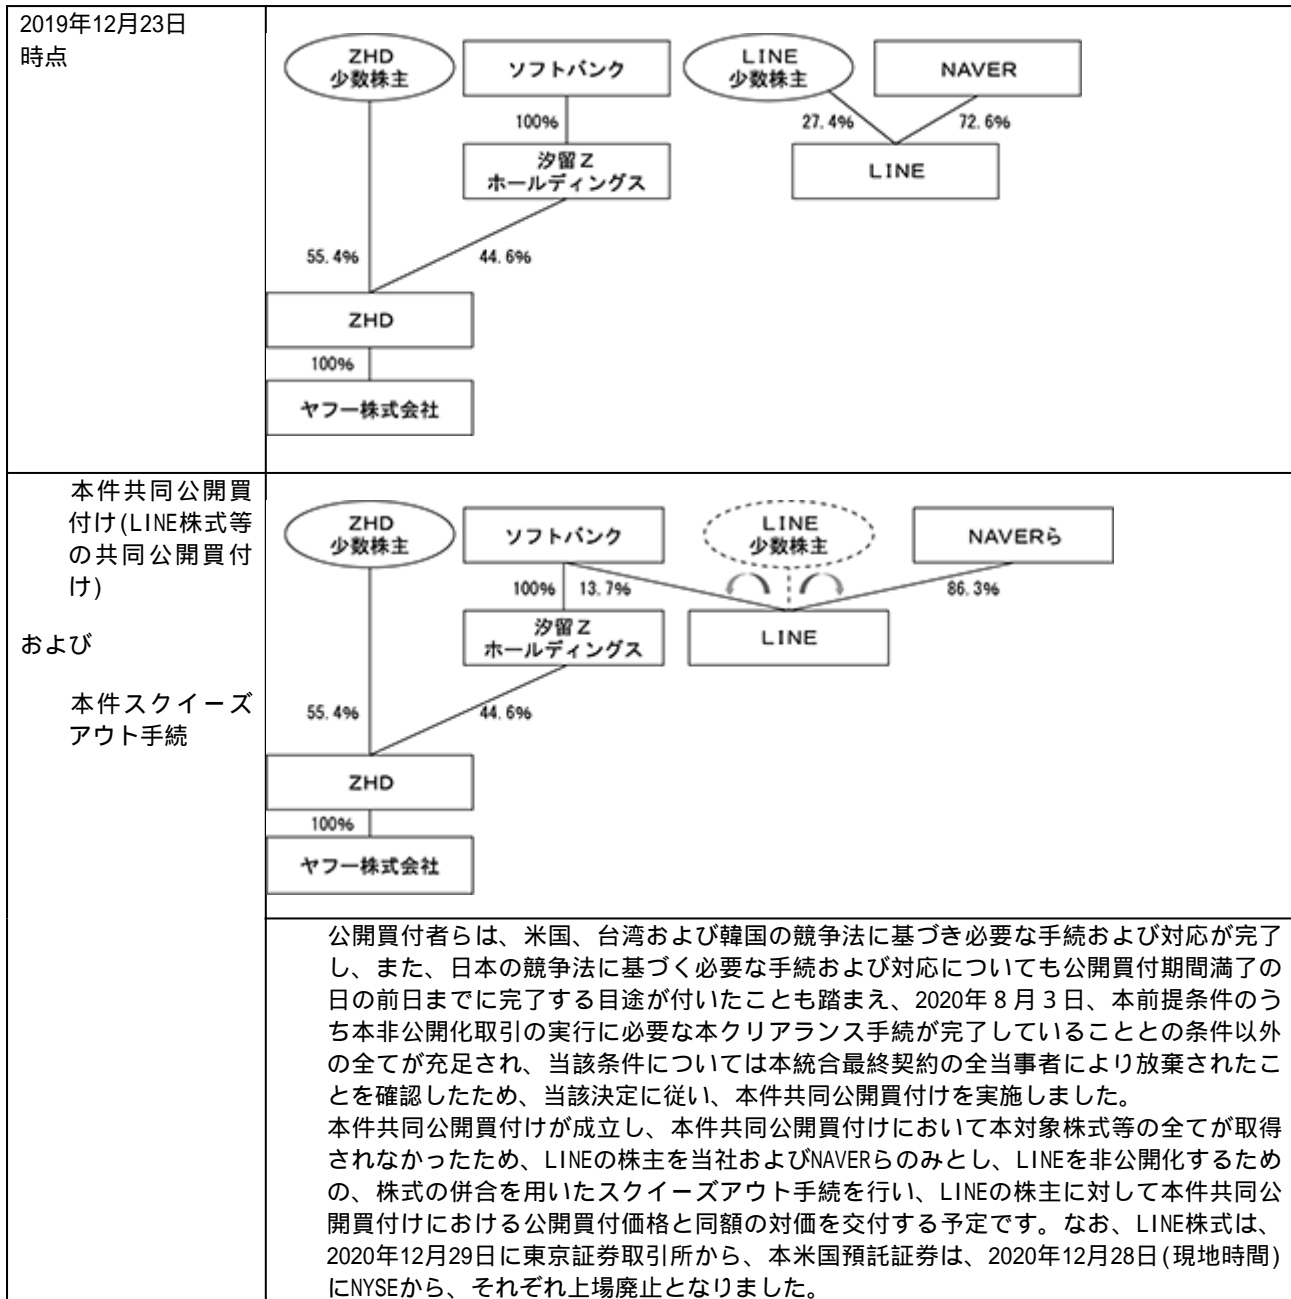 2019年12月23日
時点
ZHD
少数株主
ソフトバンク
LINE
少数株主
NAVER
100%
27.4%
72.6%
汐留Z
ホールディングス
LINE
55.4%
44.6%
ZHD
100%
ヤフー株式会社
本件共同公開買
付け(LINE株式等
の共同公開買付
け)
および
本件スクイーズ
アウト手続
ZHD
少数株主
ソフトバンク
LINE
少数株主
NAVERら
100%
13.7%
86.3%
汐留Z
ホールディングス
LINE
55.4%
44.6%
ZHD
100%
ヤフー株式会社
公開買付者らは、米国、台湾および韓国の競争法に基づき必要な手続および対応が完了
し、また、日本の競争法に基づく必要な手続および対応についても公開買付期間満了の
日の前日までに完了する目途が付いたことも踏まえ、2020年8月3日、本前提条件のう
ち本非公開化取引の実行に必要な本クリアランス手続が完了していることとの条件以外
の全てが充足され、当該条件については本統合最終契約の全当事者により放棄されたこ
とを確認したため、当該決定に従い、本件共同公開買付けを実施しました。
本件共同公開買付けが成立し、本件共同公開買付けにおいて本対象株式等の全てが取得
されなかったため、LINEの株主を当社およびNAVERらのみとし、LINEを非公開化するため
の、株式の併合を用いたスクイーズアウト手続を行い、LINEの株主に対して本件共同公
開買付けにおける公開買付価格と同額の対価を交付する予定です。なお、LINE株式は、
2020年12月29日に東京証券取引所から、本米国預託証券は、2020年12月28日(現地時間)
にNYSEから、それぞれ上場廃止となりました。